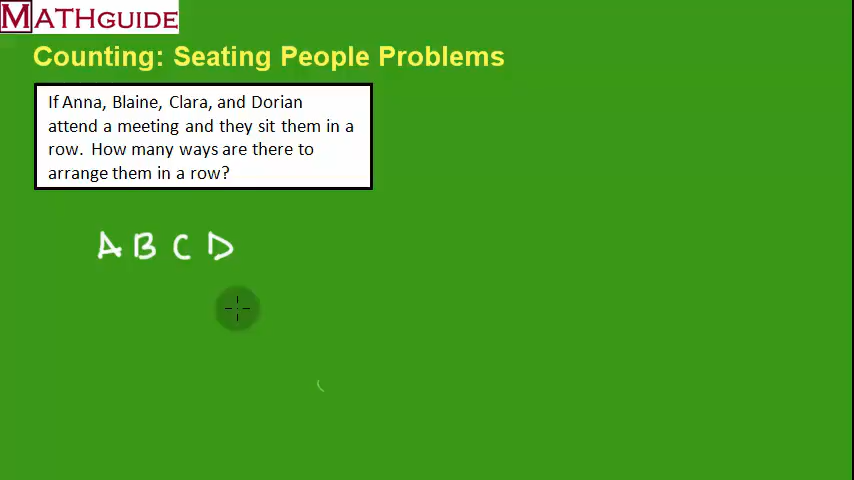 MATHGUIDE
Counting: Seating People Problems
If Anna, Blaine, Clara, and Dorian
attend a meeting and they sit them in a
row. How many ways are there to
arrange them in a row?
A B C D